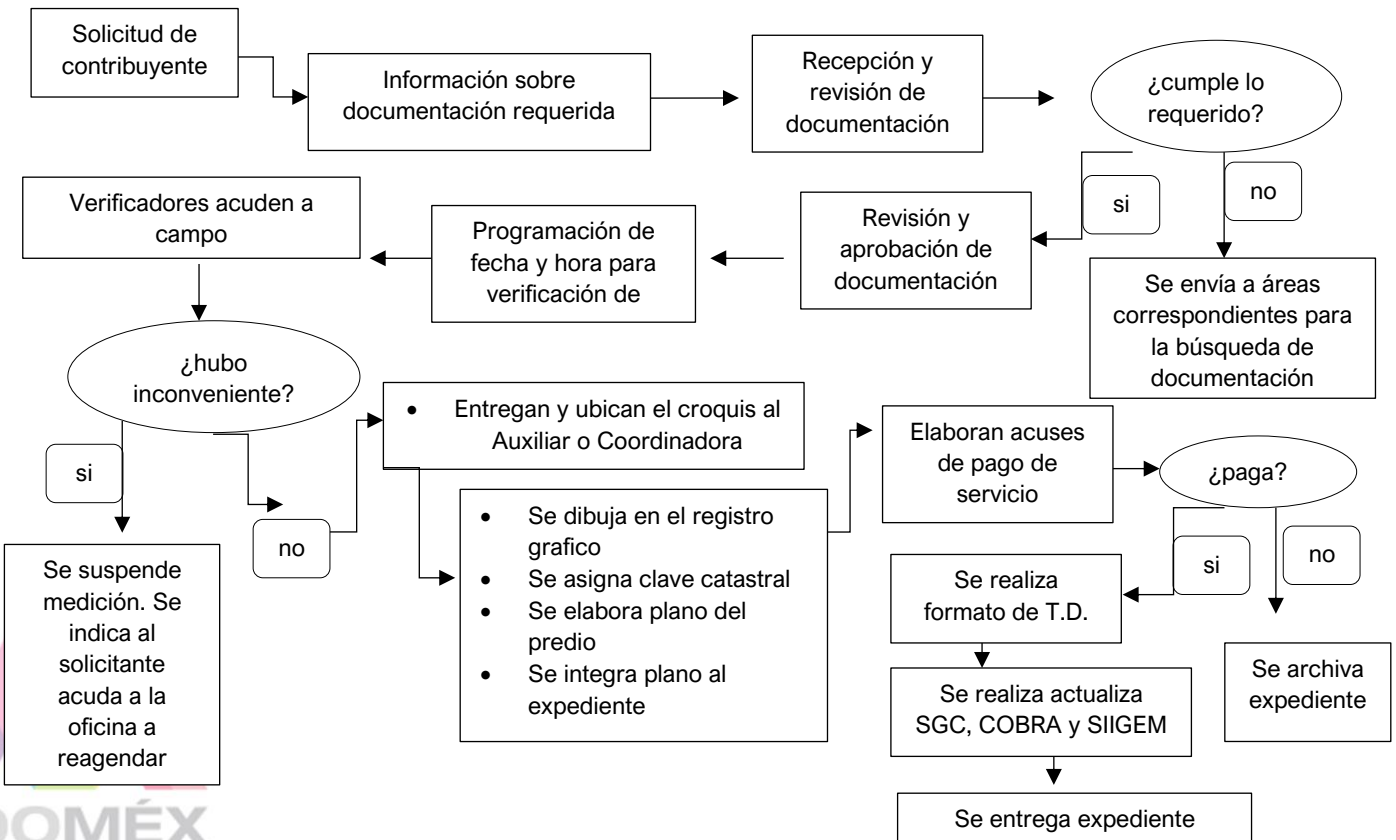 Solicitud de
contribuyente
Información sobre
documentación requerida
Recepción y
revisión de
documentación
¿cumple lo
requerido?
si
no
Se envía a áreas
correspondientes para
la búsqueda de
documentación
Revisión y
aprobación de
documentación
Programación de
fecha y hora para
verificación de
Verificadores acuden a
campo
¿hubo
inconveniente?
si
no
Se suspende
medición. Se
indica al
solicitante
acuda a la
oficina a
reagendar
• Entregan y ubican el croquis al
Auxiliar o Coordinadora
• Se dibuja en el registro
grafico
• Se asigna clave catastral
• Se elabora plano del
predio
• Se integra plano al
expediente
Elaboran acuses
de pago de
servicio
¿paga?
si
no
Se realiza
formato de T.D.
Se archiva
expediente
Se realiza actualiza
SGC, COBRA y SIIGEM
Se entrega expediente
DOMÉX